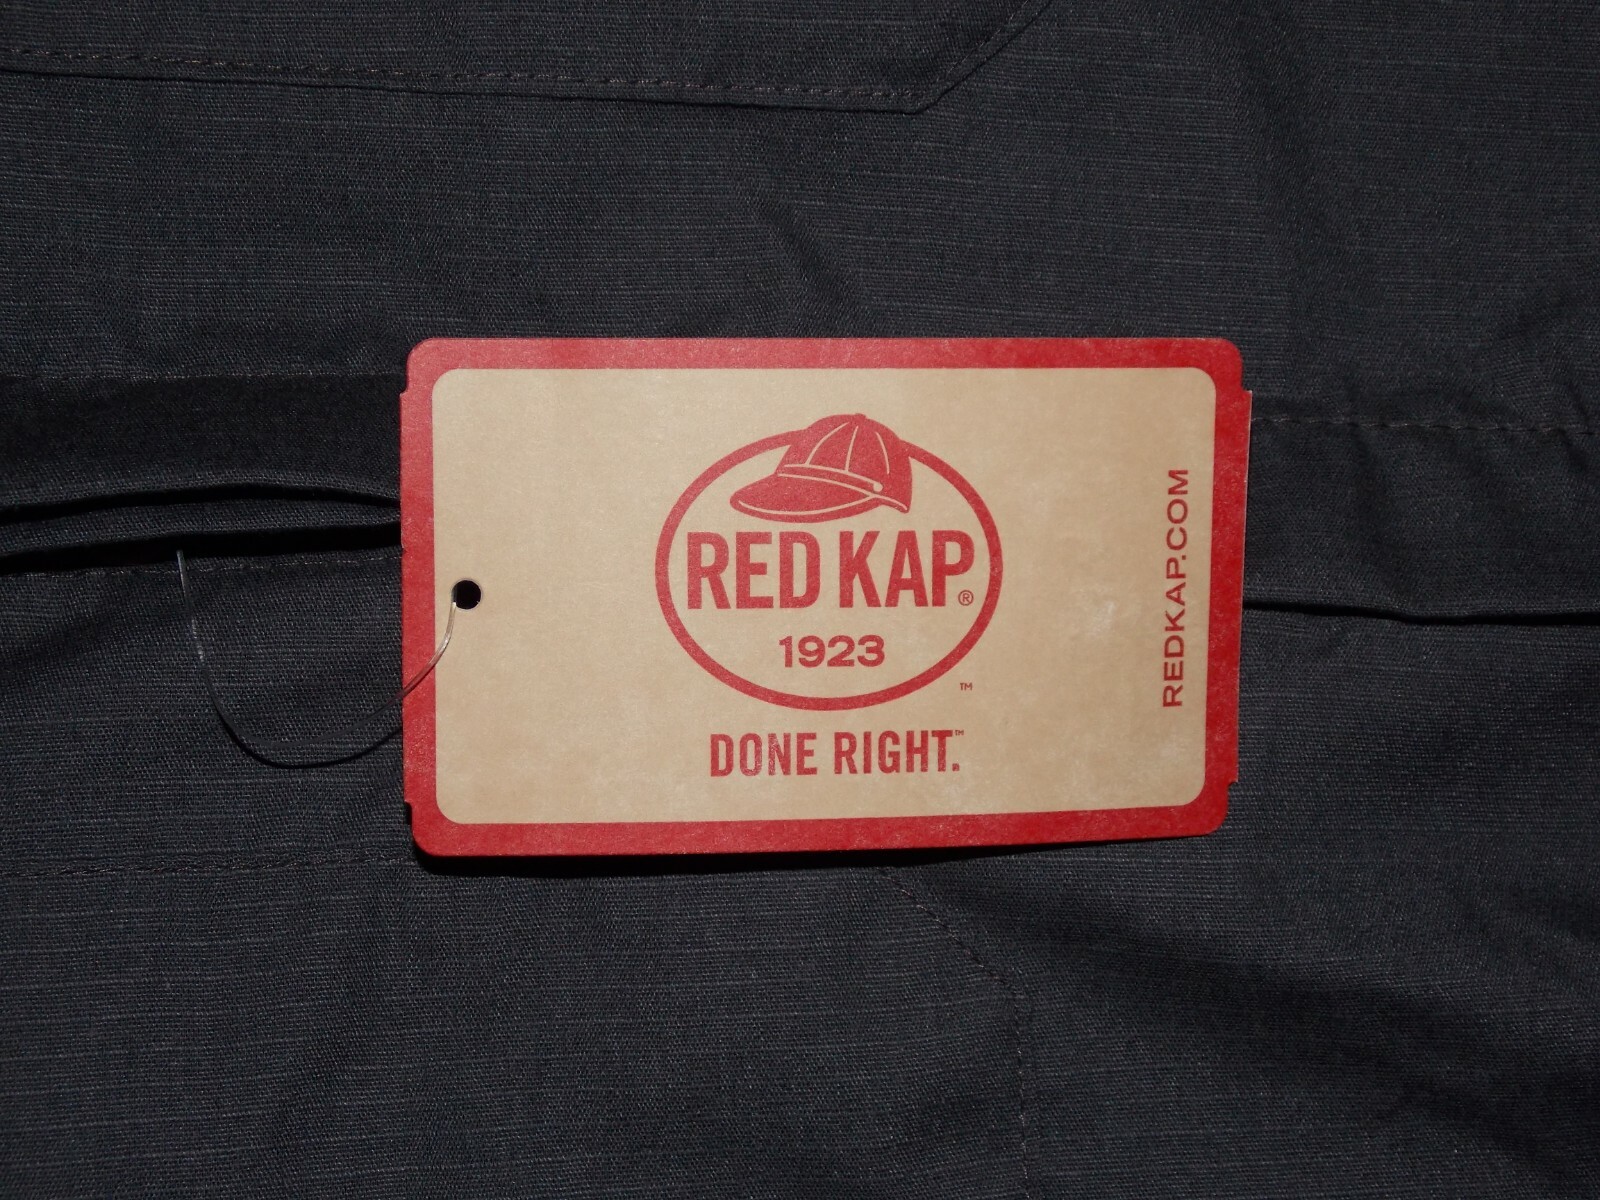 RED KAP®
1923
™
DONE RIGHT.™
REDKAP.COM